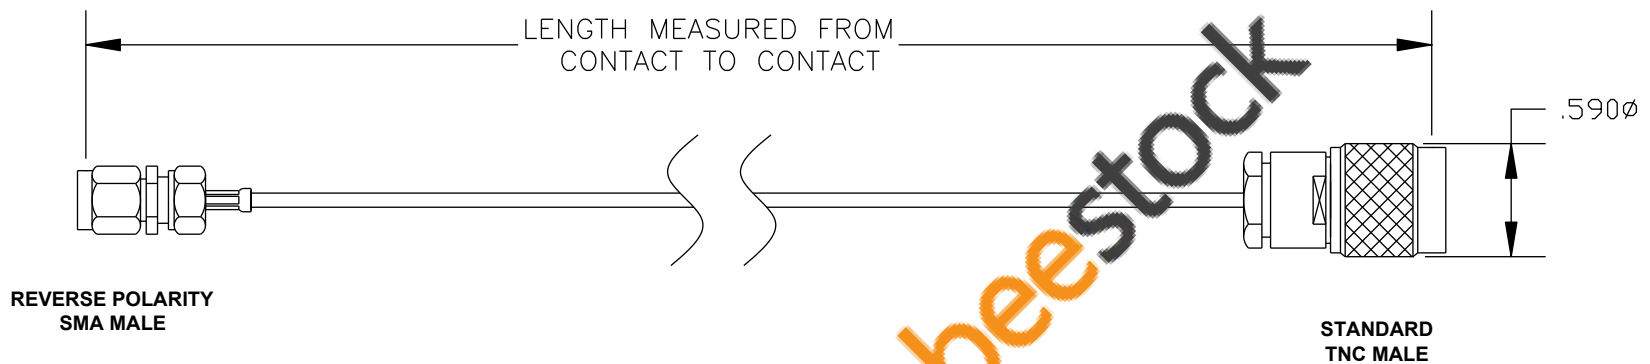 LENGTH MEASURED FROM
CONTACT TO CONTACT
.590ø
REVERSE POLARITY
SMA MALE
STANDARD
TNC MALE
beestock